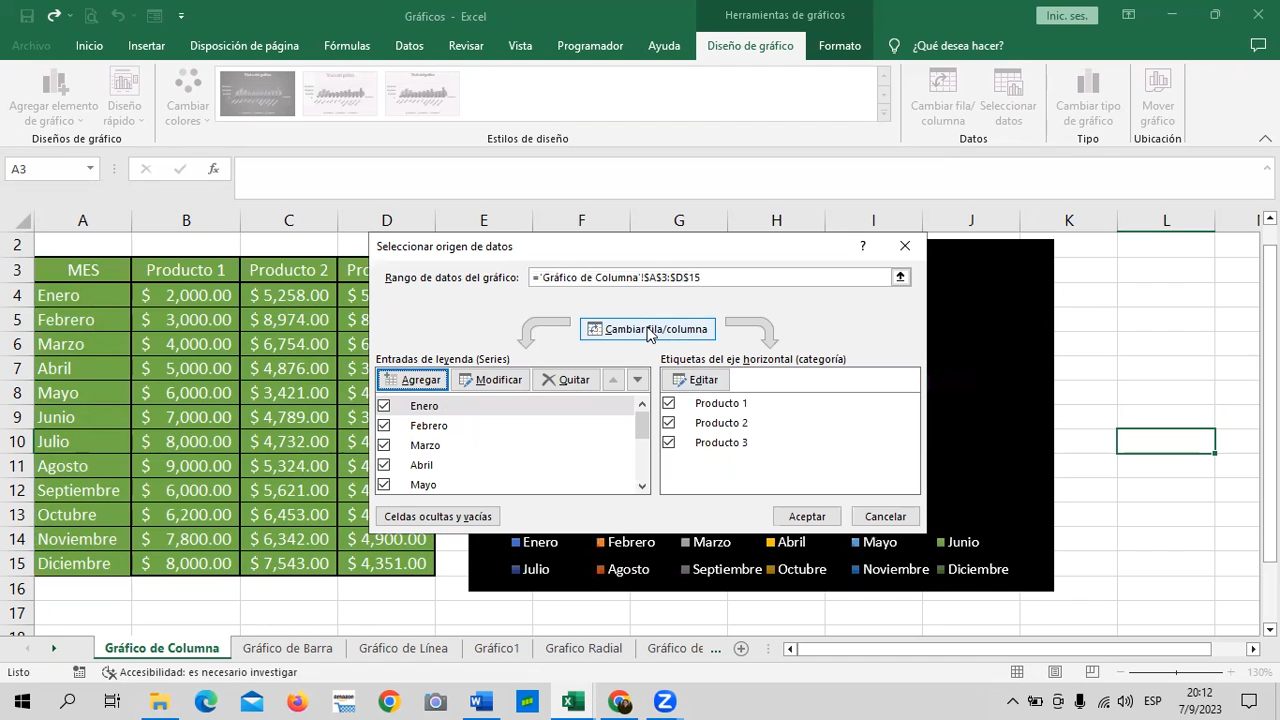 Gráficos - Excel
Herramientas de gráfico
Inic. ses.
Archivo Inicio Insertar Disposición de página Fórmulas Datos Revisar Vista Programador Ayuda Diseño de gráfico Formato ¿Qué desea hacer?
Agregar elemento de gráfico
Diseño rápido
Cambiar colores
Cambiar fila/ columna
Seleccionar datos
Cambiar tipo de gráfico
Mover gráfico
Diseños de gráfico Estilos de diseño Datos Tipo Ubicación
A3 fx
A B C D E F G H I J K L
2
3 MES Producto 1 Producto 2
4 Enero $ 2,000.00 $ 5,258.00
5 Febrero $ 3,000.00 $ 8,974.00
6 Marzo $ 4,000.00 $ 6,754.00
7 Abril $ 5,000.00 $ 4,876.00
8 Mayo $ 6,000.00 $ 3,421.00
9 Junio $ 7,000.00 $ 4,789.00
10 Julio $ 8,000.00 $ 4,732.00
11 Agosto $ 9,000.00 $ 5,324.00
12 Septiembre $ 6,000.00 $ 5,621.00
13 Octubre $ 6,200.00 $ 6,453.00
14 Noviembre $ 7,800.00 $ 6,342.00 $ 4,900.00
15 Diciembre $ 8,000.00 $ 7,543.00 $ 4,351.00
16
17
Seleccionar origen de datos ?
Rango de datos del gráfico: ='Gráfico de Columna'!$A$3:$D$15
Cambiar fila/columna
Entradas de leyenda (Series) Etiquetas del eje horizontal (categoría)
Agregar Modificar Quitar Editar
Enero
Febrero
Marzo
Abril
Mayo
Producto 1
Producto 2
Producto 3
Celdas ocultas y vacías Aceptar Cancelar
Enero Febrero Marzo Abril Mayo Junio
Julio Agosto Septiembre Octubre Noviembre Diciembre
Gráfico de Columna Gráfico de Barra Gráfico de Línea Gráfico1 Grafico Radial Gráfico de ...
Listo Accesibilidad: es necesario investigar 130%
ESP
20:12
7/9/2023